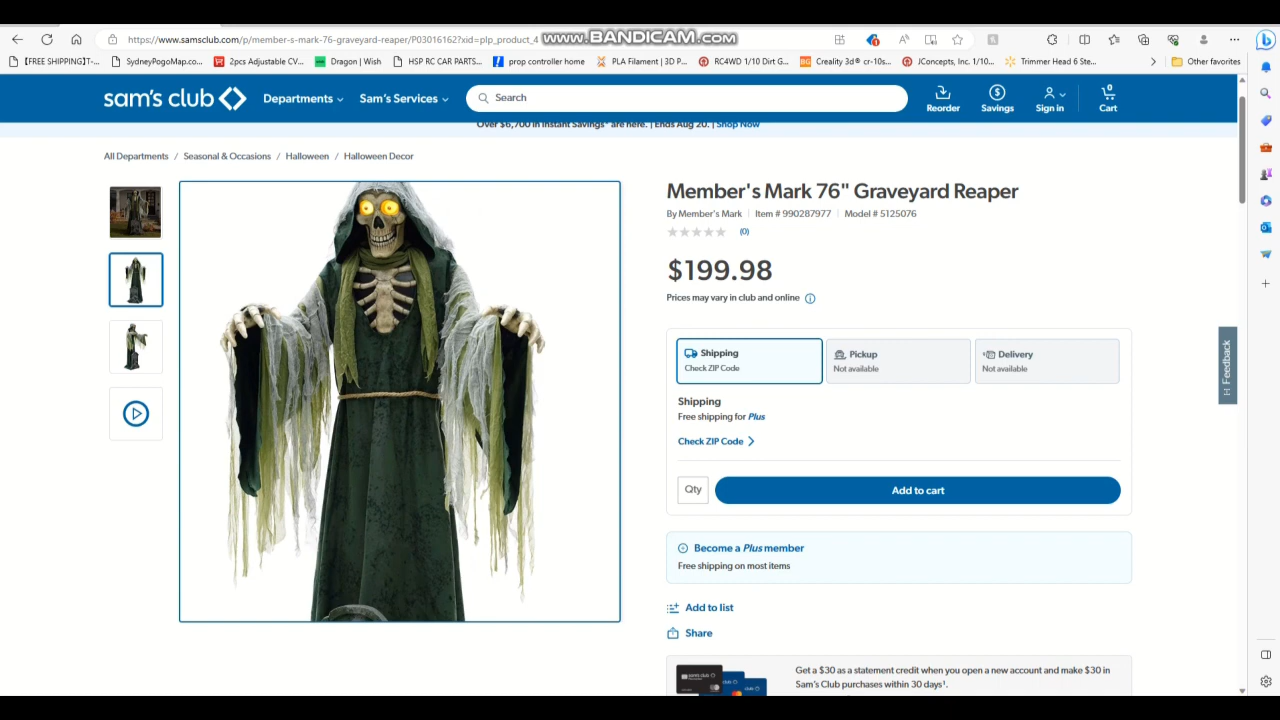 https://www.samsclub.com/p/member-s-mark-76-graveyard-reaper/P03016162?xid=plp_product_4
www.BANDICAM.com
【FREE SHIPPING】T-...
SydneyPogoMap.co...
2pcs Adjustable CV...
Dragon | Wish
HSP RC CAR PARTS...
prop controller home
PLA Filament | 3D P...
RC4WD 1/10 Dirt G...
Creality 3d® cr-10s...
JConcepts, Inc. 1/10...
Trimmer Head 6 Ste...
Other favorites
sam's club
Departments
Sam's Services
Search
Reorder
Savings
Sign in
0
Cart
Over $6,700 in Instant Savings* are here. | Ends Aug 20. | Shop Now
All Departments / Seasonal & Occasions / Halloween / Halloween Decor
Member's Mark 76" Graveyard Reaper
By Member's Mark | Item # 990287977 | Model # 5125076
(0)
$199.98
Prices may vary in club and online
Shipping
Check ZIP Code
Pickup
Not available
Delivery
Not available
Shipping
Free shipping for Plus
Check ZIP Code
Qty
Add to cart
Become a Plus member
Free shipping on most items
Add to list
Share
Get a $30 as a statement credit when you open a new account and make $30 in
Sam's Club purchases within 30 days¹.
Feedback